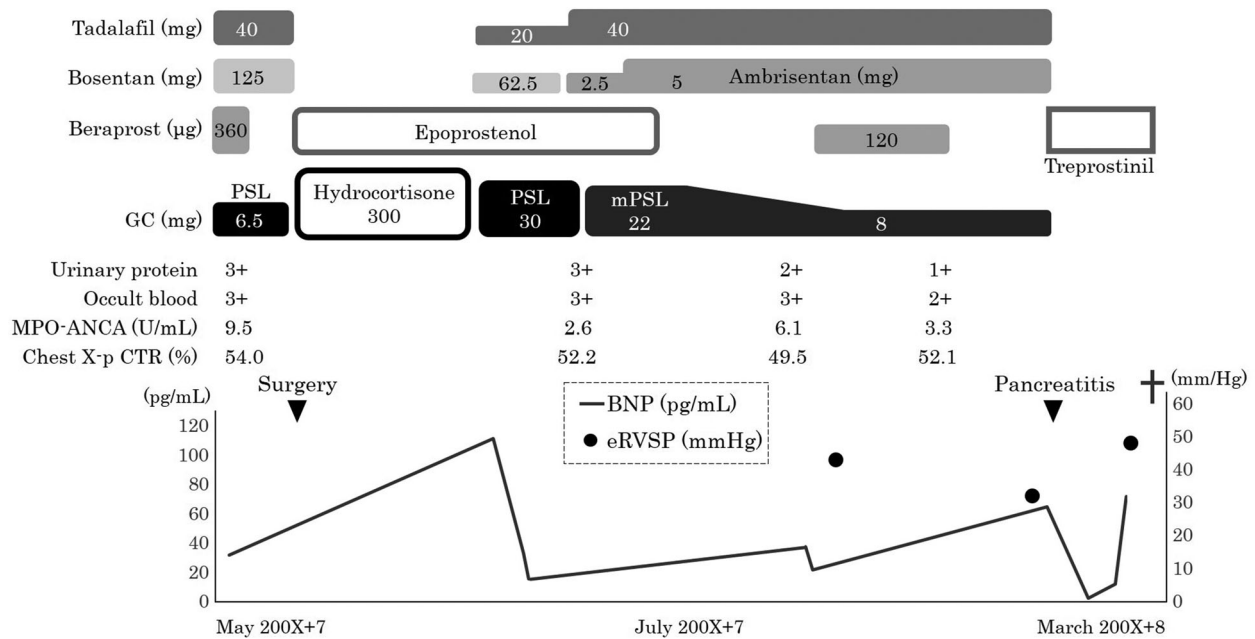 Tadalafil (mg) 40 20 40
Bosentan (mg) 125 62.5 2.5 5 Ambrisentan (mg)
Beraprost (µg) 360 Epoprostenol 120
Treprostinil
PSL Hydrocortisone PSL mPSL
GC (mg) 6.5 300 30 22 8
Urinary protein 3+ 3+ 2+ 1+
Occult blood 3+ 3+ 3+ 2+
MPO-ANCA (U/mL) 9.5 2.6 6.1 3.3
Chest X-p CTR (%) 54.0 52.2 49.5 52.1
Surgery Pancreatitis
(pg/mL) (mm/Hg)
BNP (pg/mL)
eRVSP (mmHg)
120
100
80
60
40
20
0
60
50
40
30
20
10
0
May 200X+7 July 200X+7 March 200X+8